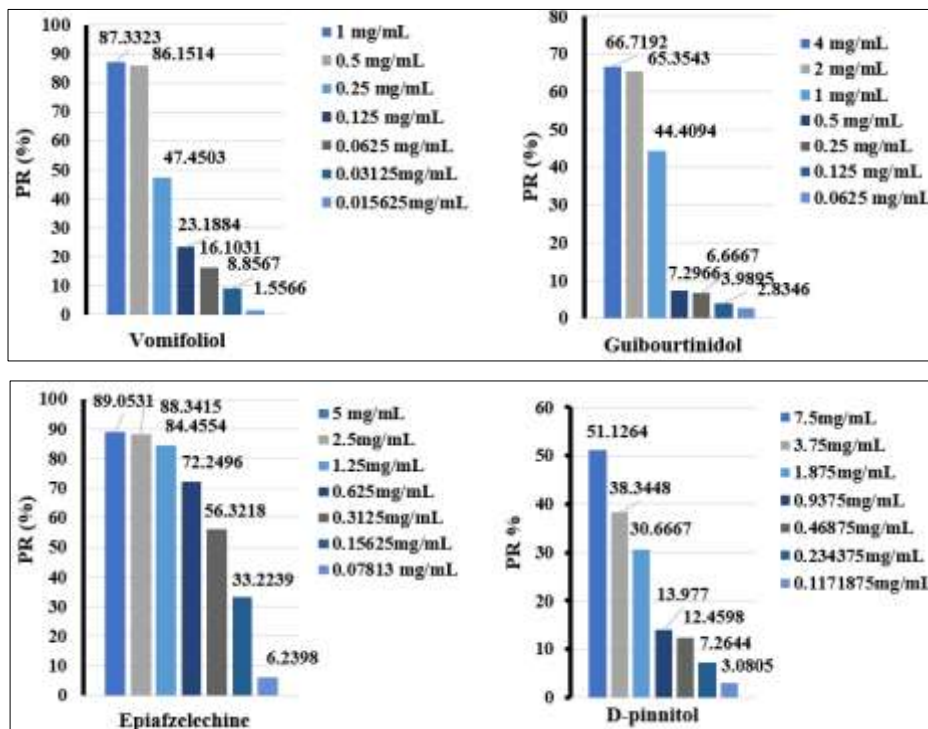 100
90
80
70
60
50
40
30
20
10
0
PR (%)
87.3323
86.1514
47.4503
23.1884
16.1031
8.8567
1.5566
Vomifoliol
1 mg/mL
0.5 mg/mL
0.25 mg/mL
0.125 mg/mL
0.0625 mg/mL
0.03125mg/mL
0.015625mg/mL
80
70
60
50
40
30
20
10
0
PR (%)
66.7192
65.3543
44.4094
7.2966
6.6667
3.9895
2.8346
Guibourtinidol
4 mg/mL
2 mg/mL
1 mg/mL
0.5 mg/mL
0.25 mg/mL
0.125 mg/mL
0.0625 mg/mL
100
90
80
70
60
50
40
30
20
10
0
PR (%)
89.0531
88.3415
84.4554
72.2496
56.3218
33.2239
6.2398
Epiafzelechine
5 mg/mL
2.5mg/mL
1.25mg/mL
0.625mg/mL
0.3125mg/mL
0.15625mg/mL
0.07813 mg/mL
60
50
40
30
20
10
0
PR %
51.1264
38.3448
30.6667
13.977
12.4598
7.2644
3.0805
D-pinnitol
7.5mg/mL
3.75mg/mL
1.875mg/mL
0.9375mg/mL
0.46875mg/mL
0.234375mg/mL
0.1171875mg/mL